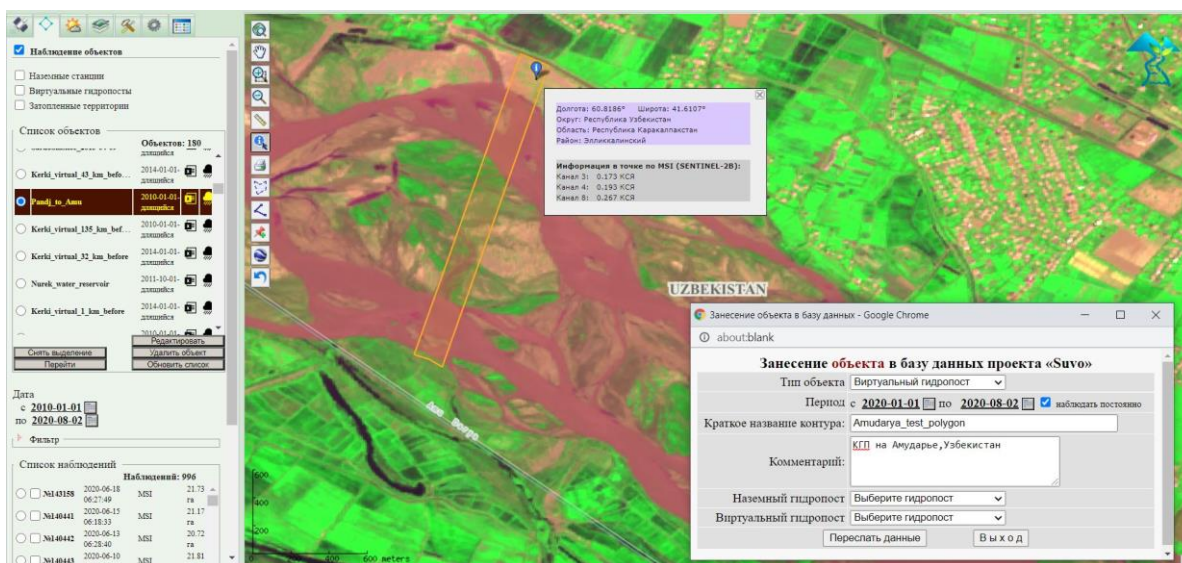 Наблюдение объектов
Наземные станции
Виртуальные гидропосты
Затопленные территории
Список объектов
Объектов: 180
длящийся
Kerki_virtual_43_km_befo... 2014-01-01- длящийся
Pandj_to_Amu 2010-01-01- длящийся
Kerki_virtual_135_km_bef... 2010-01-01- длящийся
Kerki_virtual_32_km_before 2014-01-01- длящийся
Nurek_water_reservoir 2011-10-01- длящийся
Kerki_virtual_1_km_before 2014-01-01- длящийся
2010-01-01-
Редактировать
Снять выделение Удалить объект
Перейти Обновить список
Дата
с 2010-01-01
по 2020-08-02
Фильтр
Список наблюдений
Наблюдений: 996
№143158 2020-06-18 06:27:49 MSI 21.73 га
№140441 2020-06-15 06:18:33 MSI 21.17 га
№140442 2020-06-13 06:28:40 MSI 20.72 га
№140443 2020-06-10 MSI 21.81
Долгота: 60.8186° Широта: 41.6107°
Округ: Республика Узбекистан
Область: Республика Каракалпакстан
Район: Элликкалинский
Информация в точке по MSI (SENTINEL-2B):
Канал 3: 0.173 КСЯ
Канал 4: 0.193 КСЯ
Канал 8: 0.267 КСЯ
UZBEKISTAN
Amu Darya
600
400
200
0 200 400 600 meters
Занесение объекта в базу данных - Google Chrome
about:blank
Занесение объекта в базу данных проекта «Suvo»
Тип объекта Виртуальный гидропост
Период с 2020-01-01 по 2020-08-02 наблюдать постоянно
Краткое название контура: Amudarya_test_polygon
Комментарий: КГП на Амударье,Узбекистан
Наземный гидропост Выберите гидропост
Виртуальный гидропост Выберите гидропост
Переслать данные В ы х о д